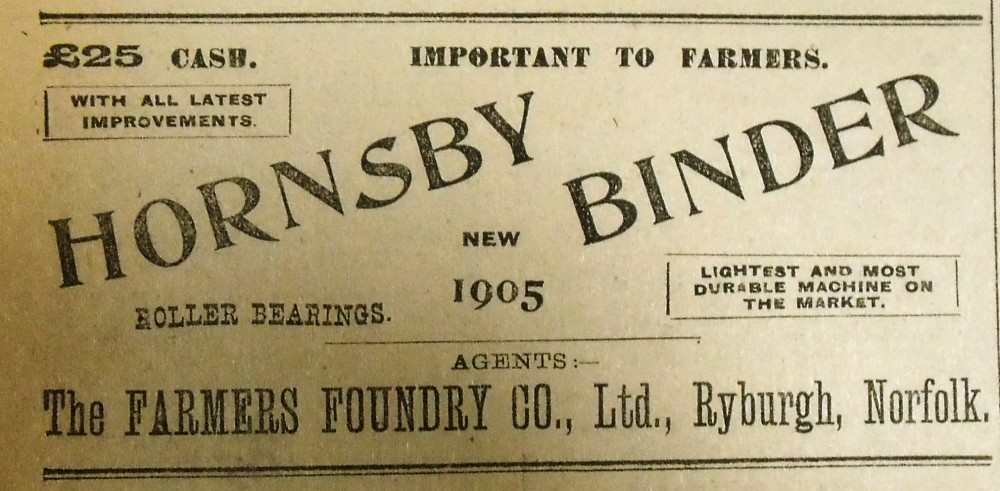 £25 CASH. IMPORTANT TO FARMERS.
WITH ALL LATEST
IMPROVEMENTS.
HORNSBY BINDER
NEW
1905
ROLLER BEARINGS.
LIGHTEST AND MOST
DURABLE MACHINE ON
THE MARKET.
AGENTS:—
The FARMERS FOUNDRY CO., Ltd., Ryburgh, Norfolk.